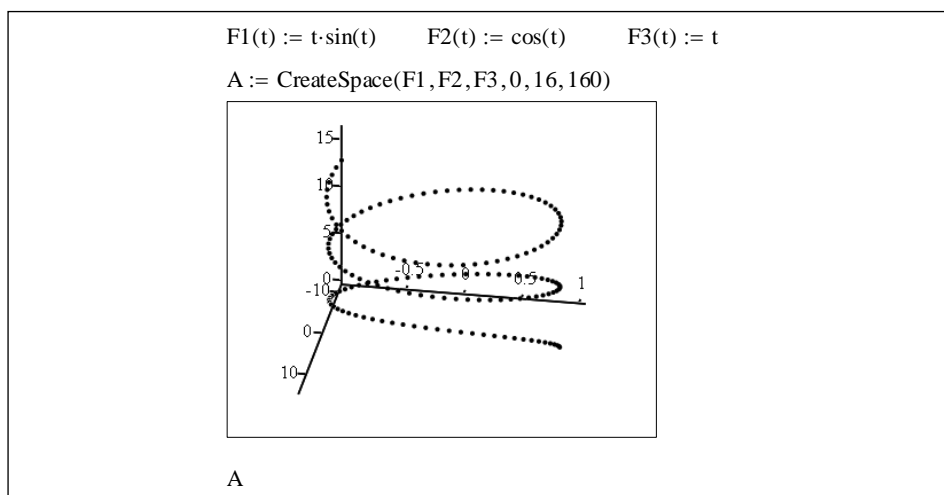 F1(t) := t·sin(t) F2(t) := cos(t) F3(t) := t
A := CreateSpace(F1,F2,F3,0,16,160)
15
10
5
-0.5 0 0.5 1
0
-10
0
10
A